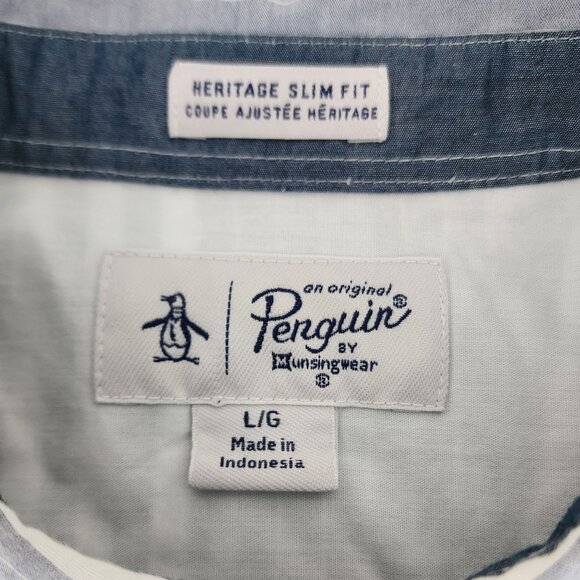 HERITAGE SLIM FIT
COUPE AJUSTÉE HÉRITAGE
an original
Penguin®
BY
Munsingwear
®
L/G
Made in
Indonesia